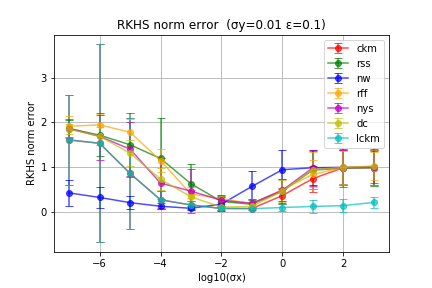 RKHS norm error (σy=0.01 ε=0.1)
RKHS norm error
3
2
1
0
ckm
rss
nw
rff
nys
dc
lckm
−6 −4 −2 0 2
log10(σx)